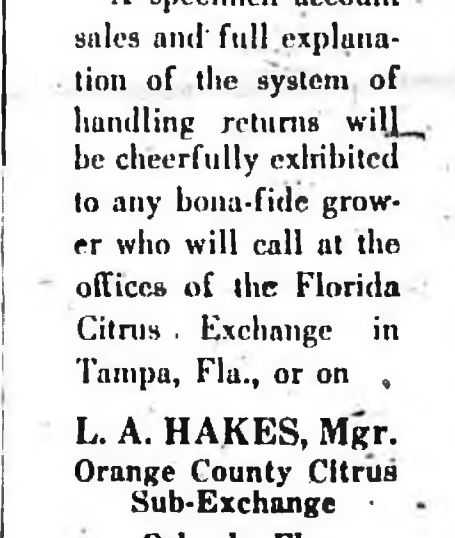 A specimen account
sales and full explana-
tion of the system of
handling returns will
be cheerfully exhibited
to any bona-fide grow-
er who will call at the
offices of the Florida
Citrus Exchange in
Tampa, Fla., or on
L. A. HAKES, Mgr.
Orange County Citrus
Sub-Exchange